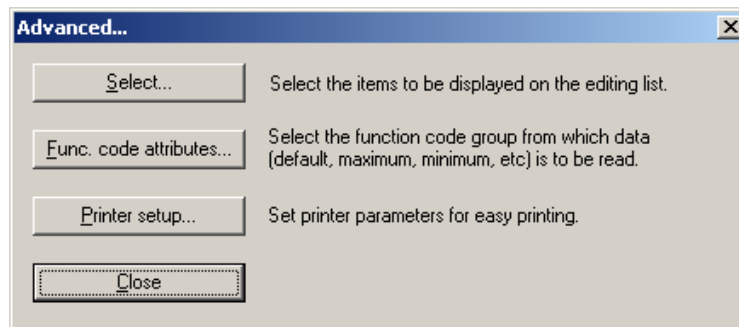 Advanced...
Select...
Select the items to be displayed on the editing list.
Func. code attributes...
Select the function code group from which data
(default, maximum, minimum, etc) is to be read.
Printer setup...
Set printer parameters for easy printing.
Close